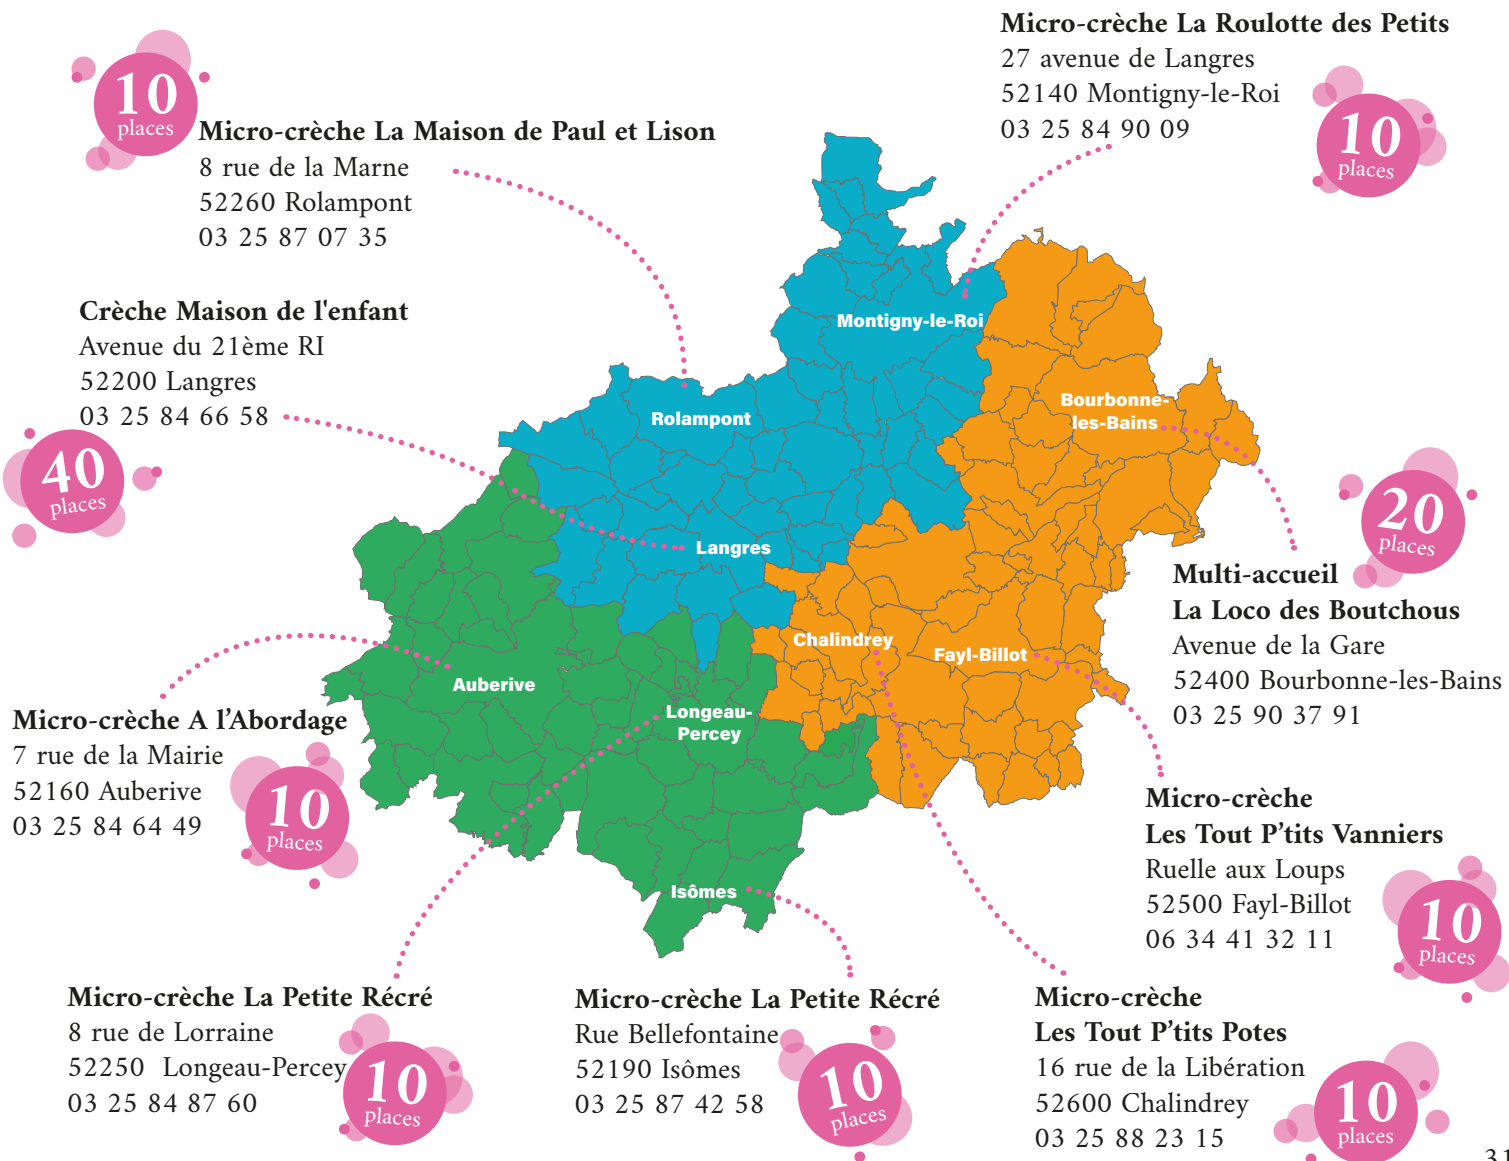 10
places
Micro-crèche La Maison de Paul et Lison
8 rue de la Marne
52260 Rolampont
03 25 87 07 35
Micro-crèche La Roulotte des Petits
27 avenue de Langres
52140 Montigny-le-Roi
03 25 84 90 09
10
places
Crèche Maison de l'enfant
Avenue du 21ème RI
52200 Langres
03 25 84 66 58
40
places
Montigny-le-Roi
Rolampont
Bourbonne-
les-Bains
Langres
Chalindrey
Fayl-Billot
Auberive
Longeau-
Percey
Isômes
20
places
Multi-accueil
La Loco des Boutchous
Avenue de la Gare
52400 Bourbonne-les-Bains
03 25 90 37 91
Micro-crèche A l’Abordage
7 rue de la Mairie
52160 Auberive
03 25 84 64 49
10
places
Micro-crèche
Les Tout P’tits Vanniers
Ruelle aux Loups
52500 Fayl-Billot
06 34 41 32 11
10
places
Micro-crèche La Petite Récré
8 rue de Lorraine
52250 Longeau-Percey
03 25 84 87 60
10
places
Micro-crèche La Petite Récré
Rue Bellefontaine
52190 Isômes
03 25 87 42 58
10
places
Micro-crèche
Les Tout P’tits Potes
16 rue de la Libération
52600 Chalindrey
03 25 88 23 15
10
places
31